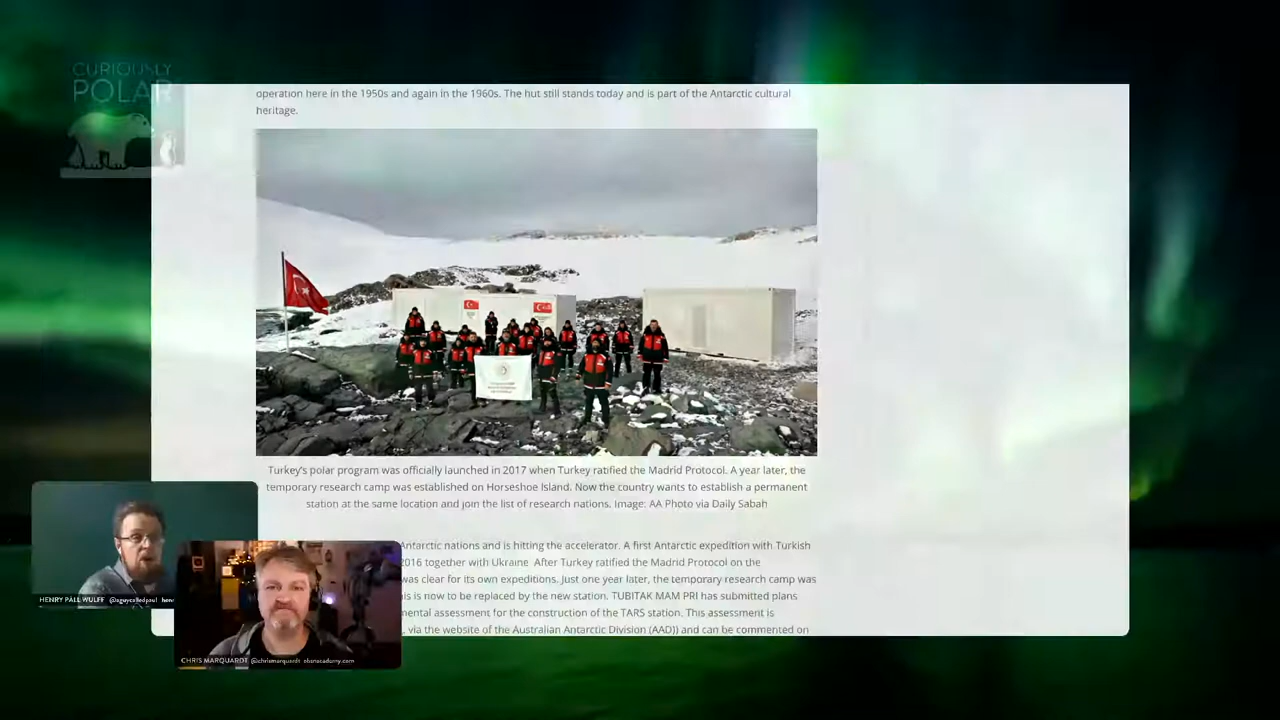 CURIOUSLY
POLAR
operation here in the 1950s and again in the 1960s. The hut still stands today and is part of the Antarctic cultural
heritage.
Turkey's polar program was officially launched in 2017 when Turkey ratified the Madrid Protocol. A year later, the
temporary research camp was established on Horseshoe Island. Now the country wants to establish a permanent
station at the same location and join the list of research nations. Image: AA Photo via Daily Sabah
Antarctic nations and is hitting the accelerator. A first Antarctic expedition with Turkish
2016 together with Ukraine After Turkey ratified the Madrid Protocol on the
was clear for its own expeditions. Just one year later, the temporary research camp was
is is now to be replaced by the new station. TUBITAK MAM PRI has submitted plans
mental assessment for the construction of the TARS station. This assessment is
, via the website of the Australian Antarctic Division (AAD)) and can be commented on
HENRY PÁLL WULFF @aguycalledpaul hen
CHRIS MARQUARDT @chrismarquardt obsnacademy.com